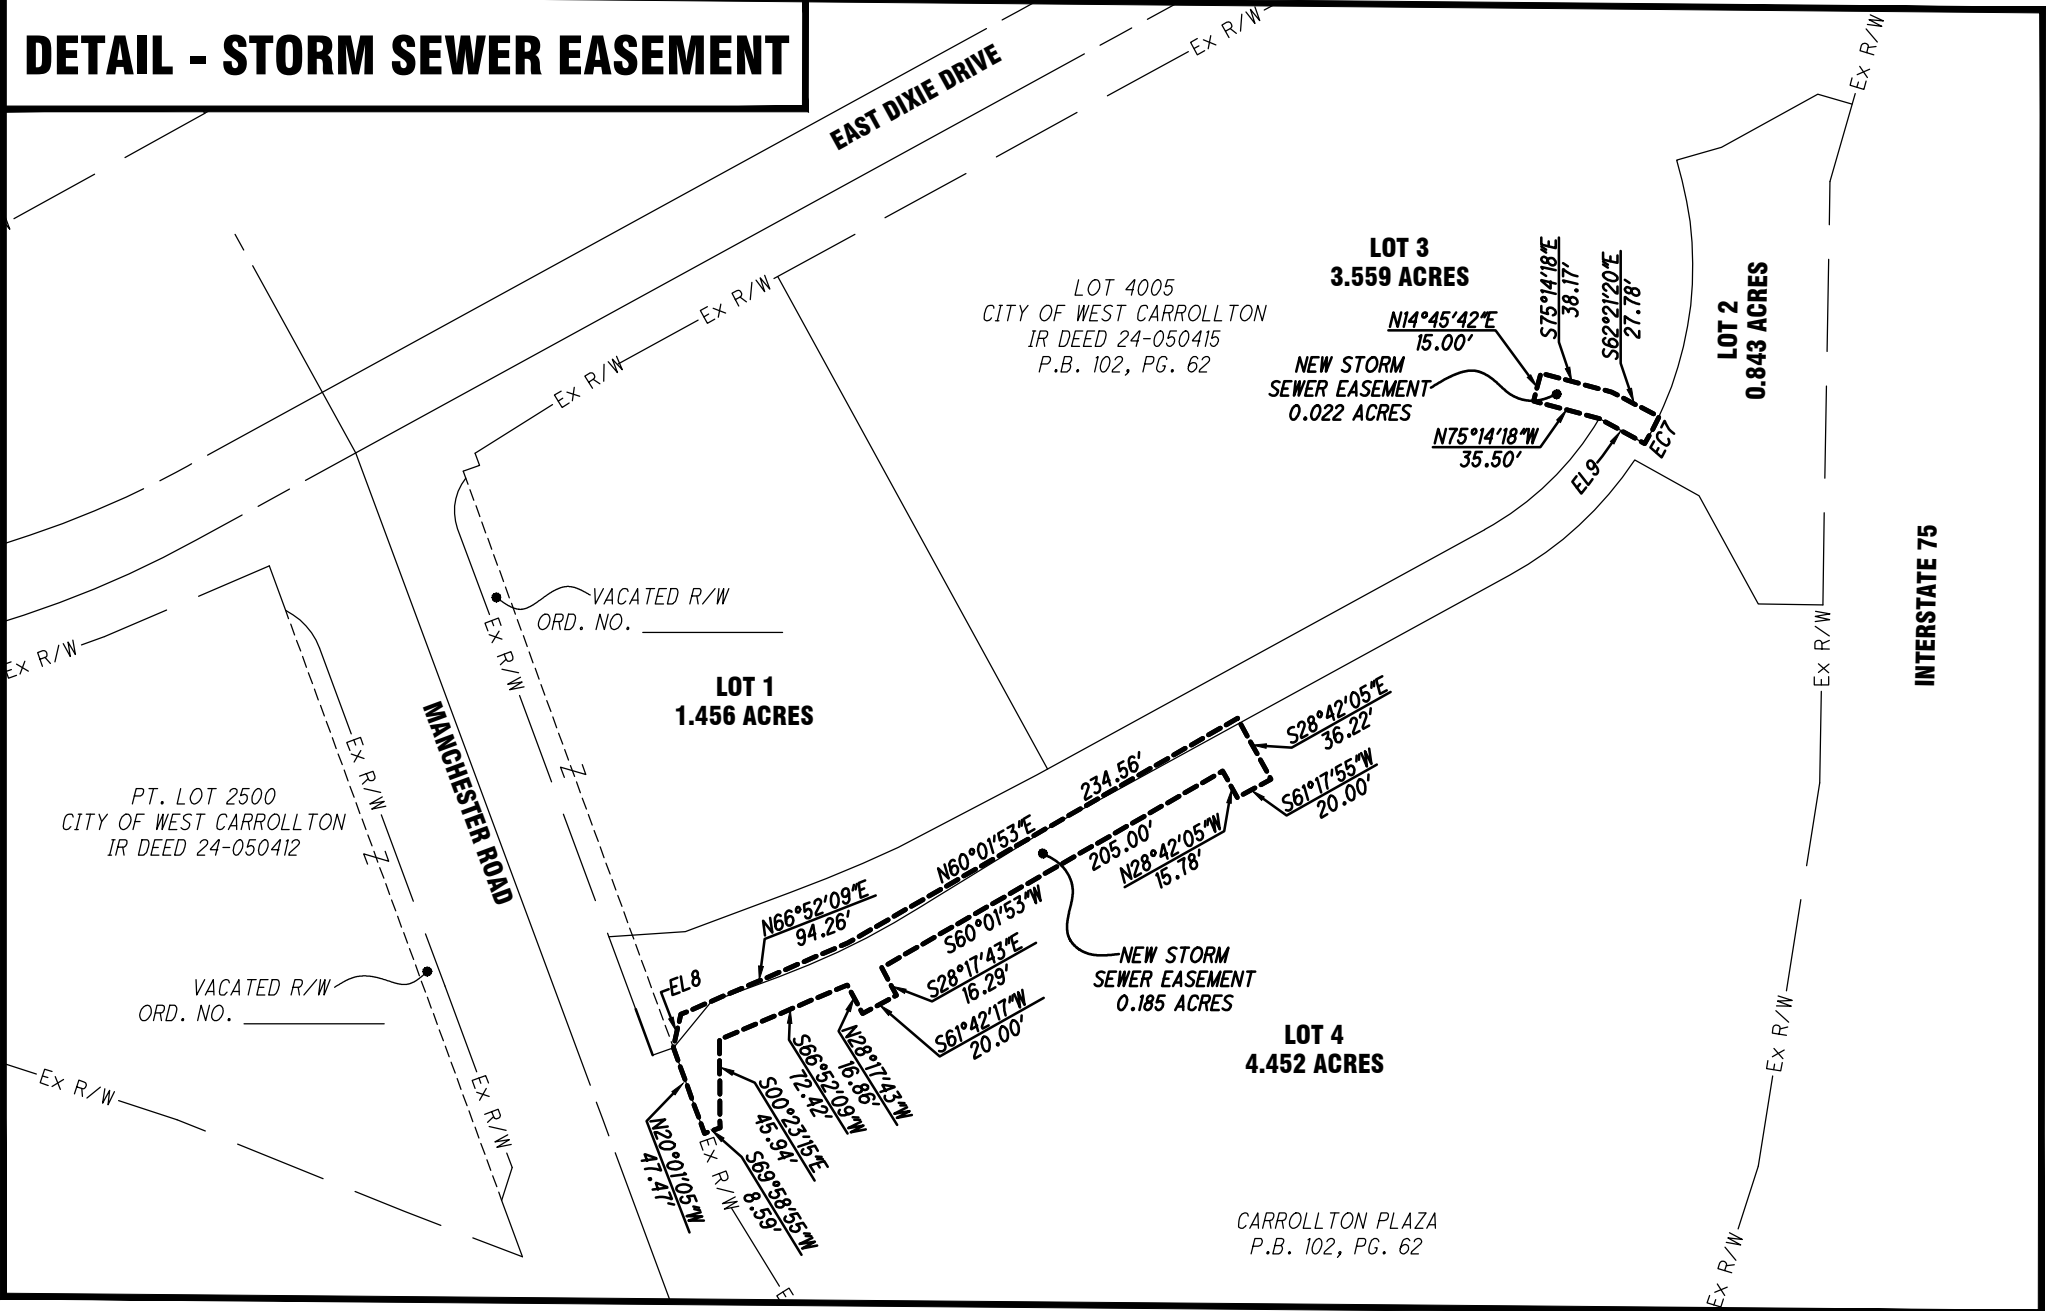 DETAIL - STORM SEWER EASEMENT
Ex R/W
Ex R/W
EAST DIXIE DRIVE
Ex R/W
Ex R/W
LOT 4005
CITY OF WEST CARROLLTON
IR DEED 24-050415
P.B. 102, PG. 62
LOT 3
3.559 ACRES
N14°45'42"E
15.00'
S75°14'18"E
38.17'
S62°21'20"E
27.78'
LOT 2
0.843 ACRES
NEW STORM
SEWER EASEMENT
0.022 ACRES
N75°14'18"W
35.50'
EL9
EC7
INTERSTATE 75
Ex R/W
VACATED R/W
ORD. NO. ____________
Ex R/W
Ex R/W
LOT 1
1.456 ACRES
MANCHESTER ROAD
Ex R/W
Z
Z
PT. LOT 2500
CITY OF WEST CARROLLTON
IR DEED 24-050412
S28°42'05"E
36.22'
S61°17'55"W
20.00'
234.56'
N60°01'53"E
205.00'
S60°01'53"W
N28°42'05"W
15.78'
N66°52'09"E
94.26'
EL8
S28°17'43"E
16.29'
S61°42'17"W
20.00'
NEW STORM
SEWER EASEMENT
0.185 ACRES
VACATED R/W
ORD. NO. ____________
LOT 4
4.452 ACRES
N28°17'43"W
16.86'
S66°52'09"W
72.42'
S00°23'15"E
45.94'
S69°58'55"W
8.59'
N20°01'05"W
47.47'
Ex R/W
Ex R/W
Ex R/W
Ex R/W
E
CARROLLTON PLAZA
P.B. 102, PG. 62
Ex R/W